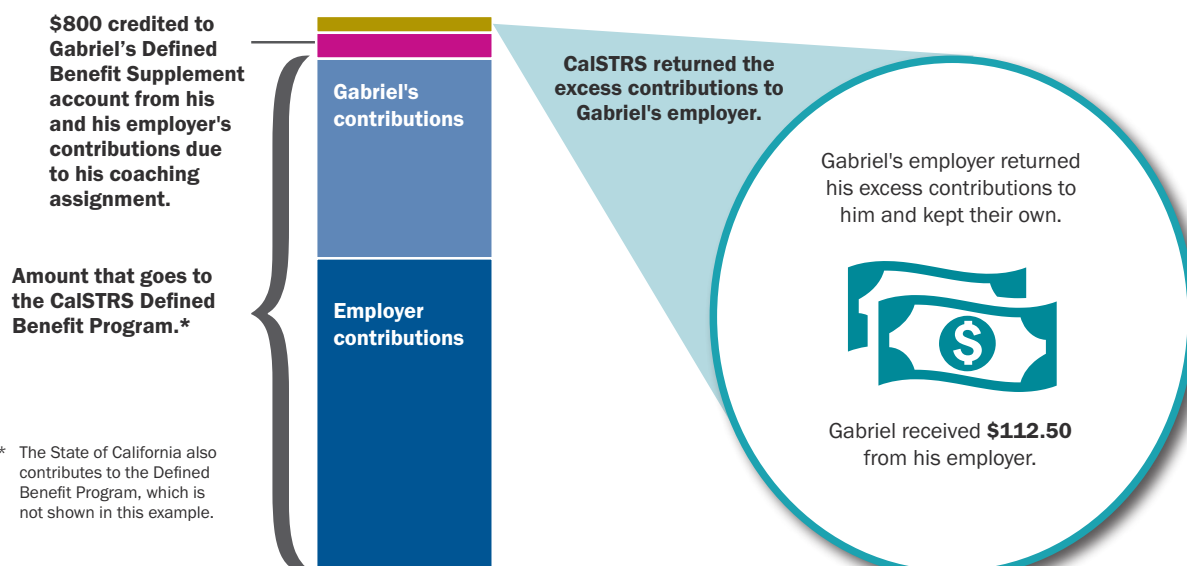 $800 credited to
Gabriel’s Defined
Benefit Supplement
account from his
and his employer's
contributions due
to his coaching
assignment.
Amount that goes to
the CalSTRS Defined
Benefit Program.*
* The State of California also
contributes to the Defined
Benefit Program, which is
not shown in this example.
Gabriel's
contributions
Employer
contributions
CalSTRS returned the
excess contributions to
Gabriel's employer.
Gabriel's employer returned
his excess contributions to
him and kept their own.
$
Gabriel received $112.50
from his employer.